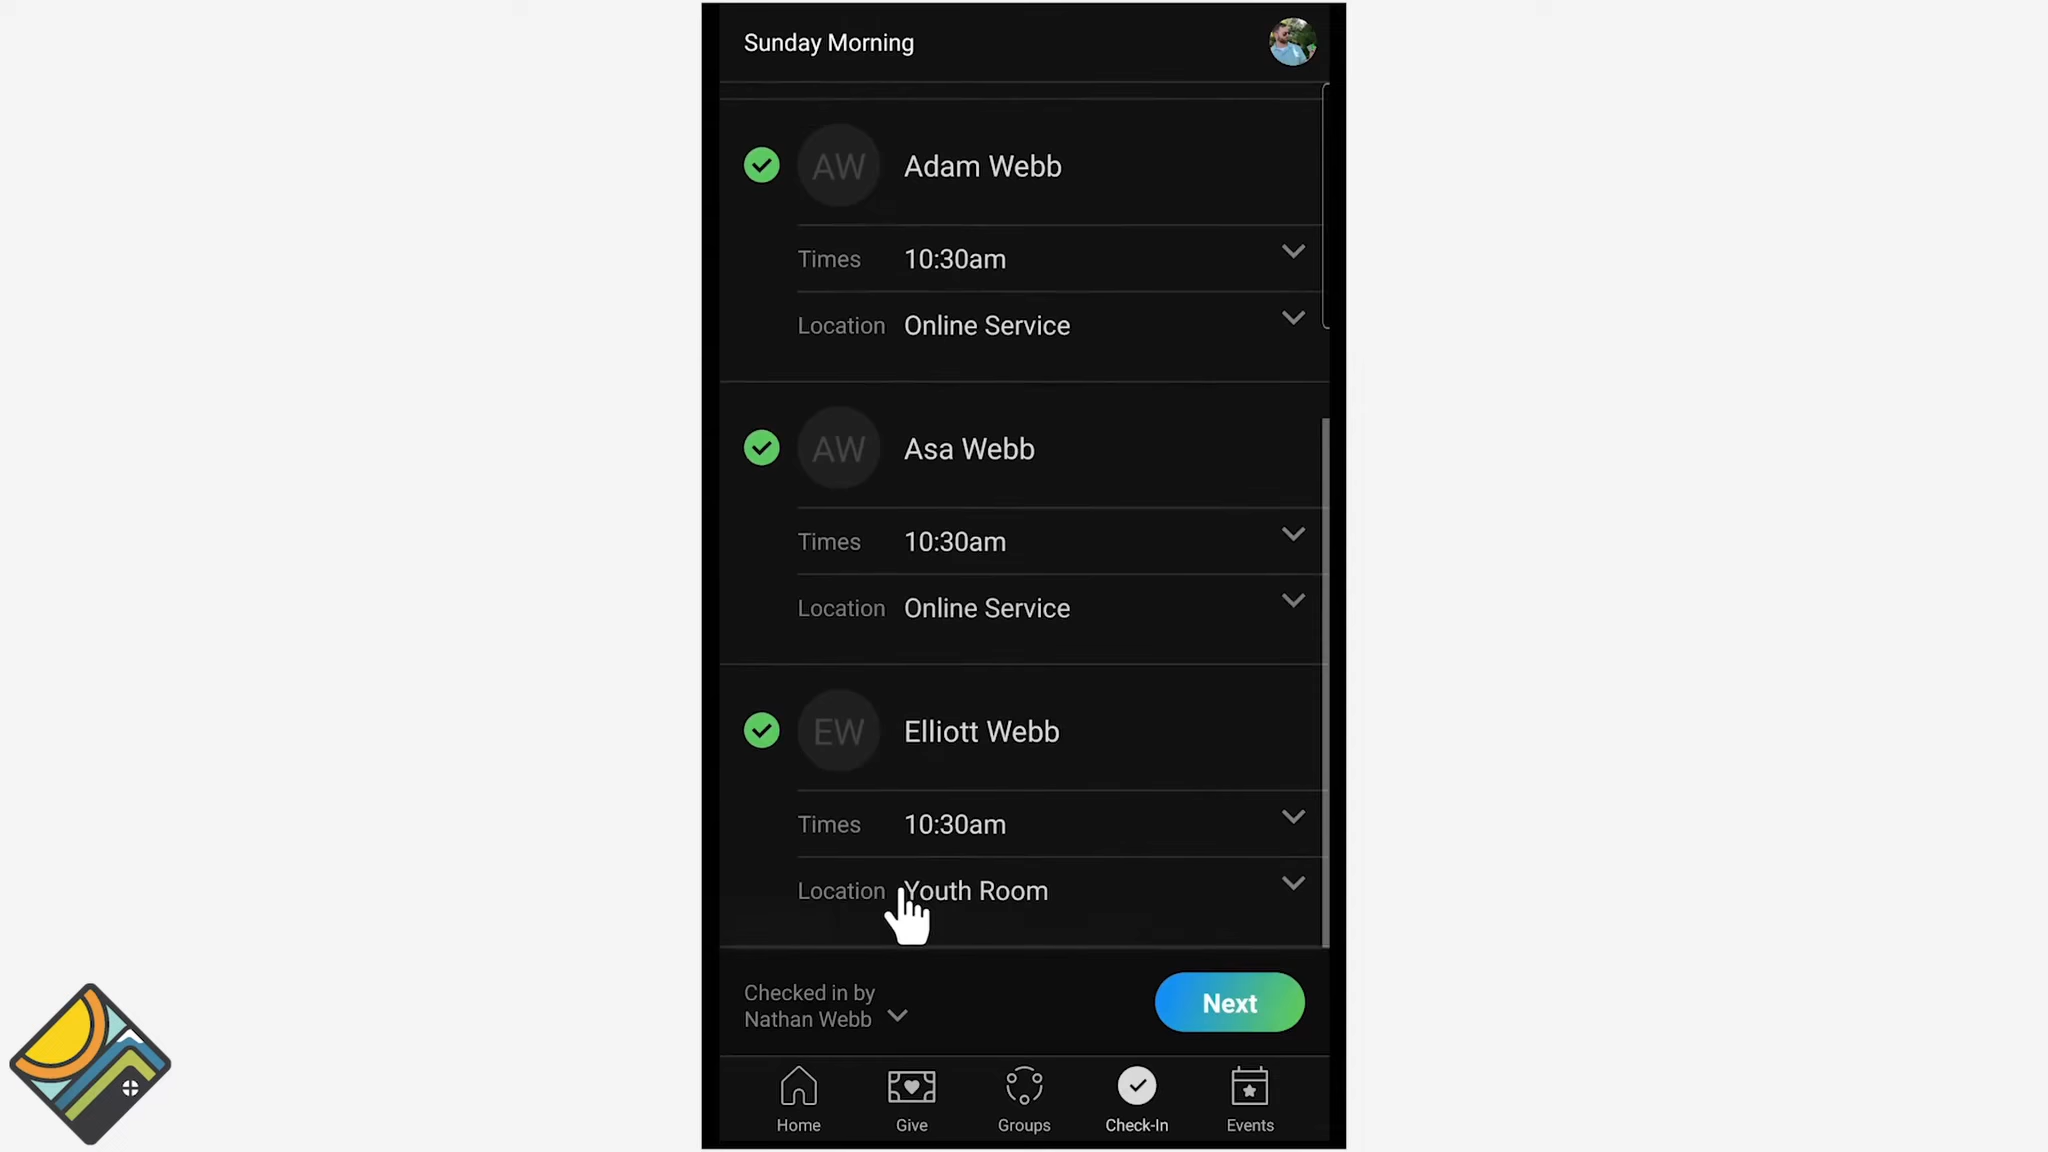 Sunday Morning
AW Adam Webb
Times 10:30am
Location Online Service
AW Asa Webb
Times 10:30am
Location Online Service
EW Elliott Webb
Times 10:30am
Location Youth Room
Checked in by
Nathan Webb
Next
Home Give Groups Check-In Events